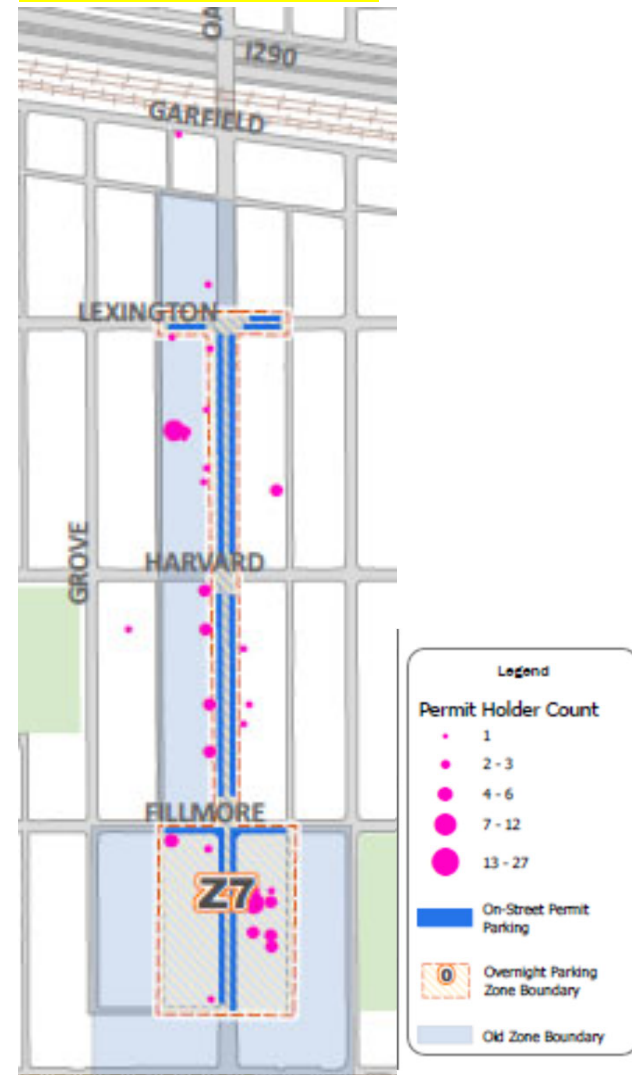 OA
I290
GARFIELD
LEXINGTON
HARVARD
GROVE
FILLMORE
Z7
Legend
Permit Holder Count
1
2 - 3
4 - 6
7 - 12
13 - 27
On-Street Permit
Parking
0
Overnight Parking
Zone Boundary
Old Zone Boundary